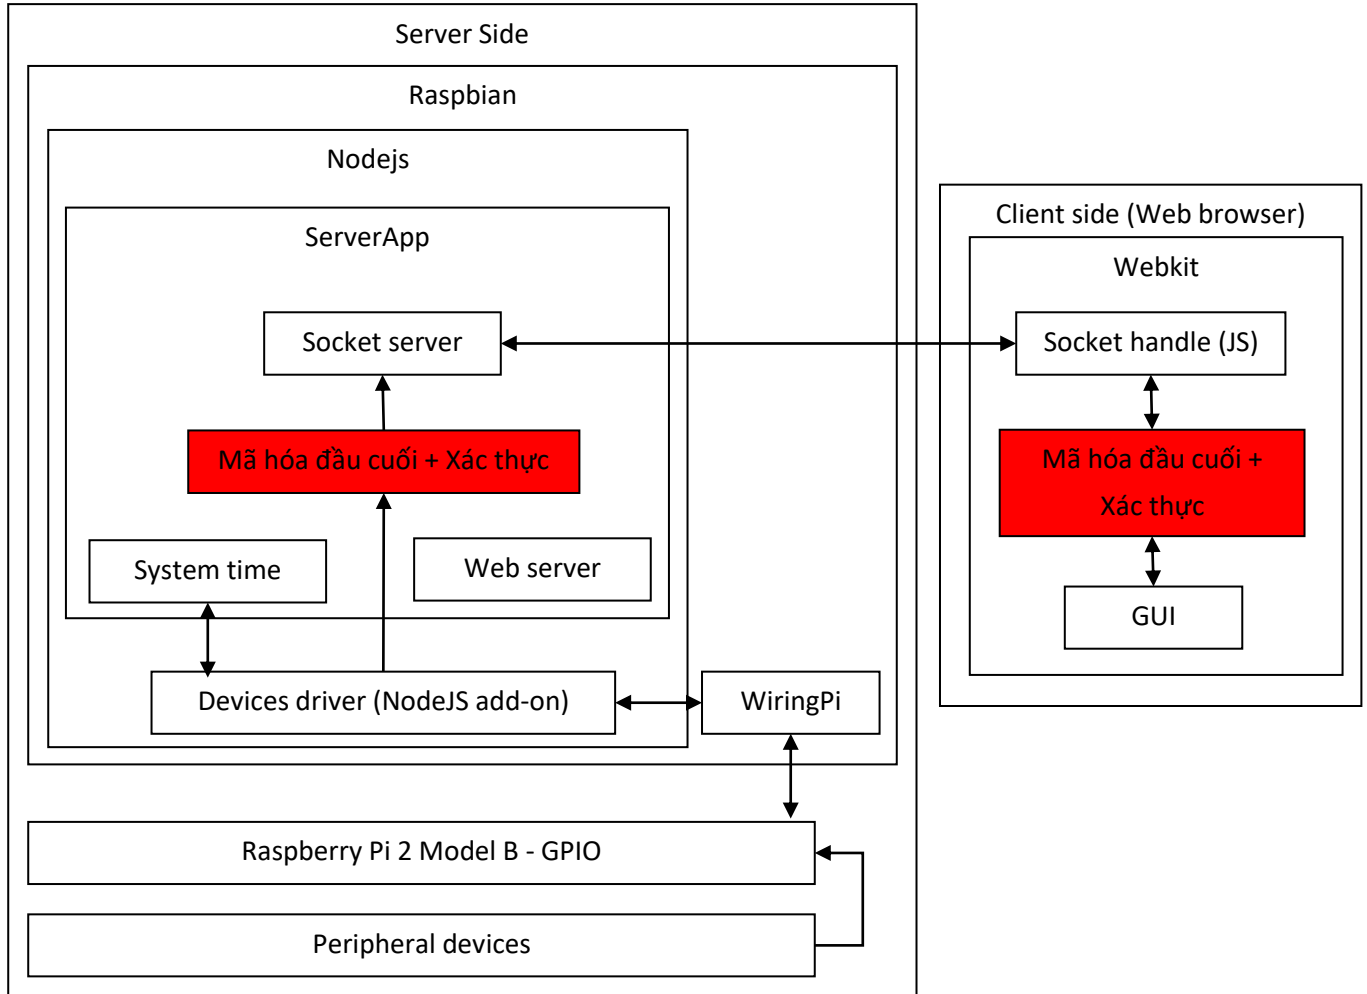 Server Side
Raspbian
Nodejs
ServerApp
Socket server
Mã hóa đầu cuối + Xác thực
System time
Web server
Devices driver (NodeJS add-on)
WiringPi
Raspberry Pi 2 Model B - GPIO
Peripheral devices
Client side (Web browser)
Webkit
Socket handle (JS)
Mã hóa đầu cuối +
Xác thực
GUI